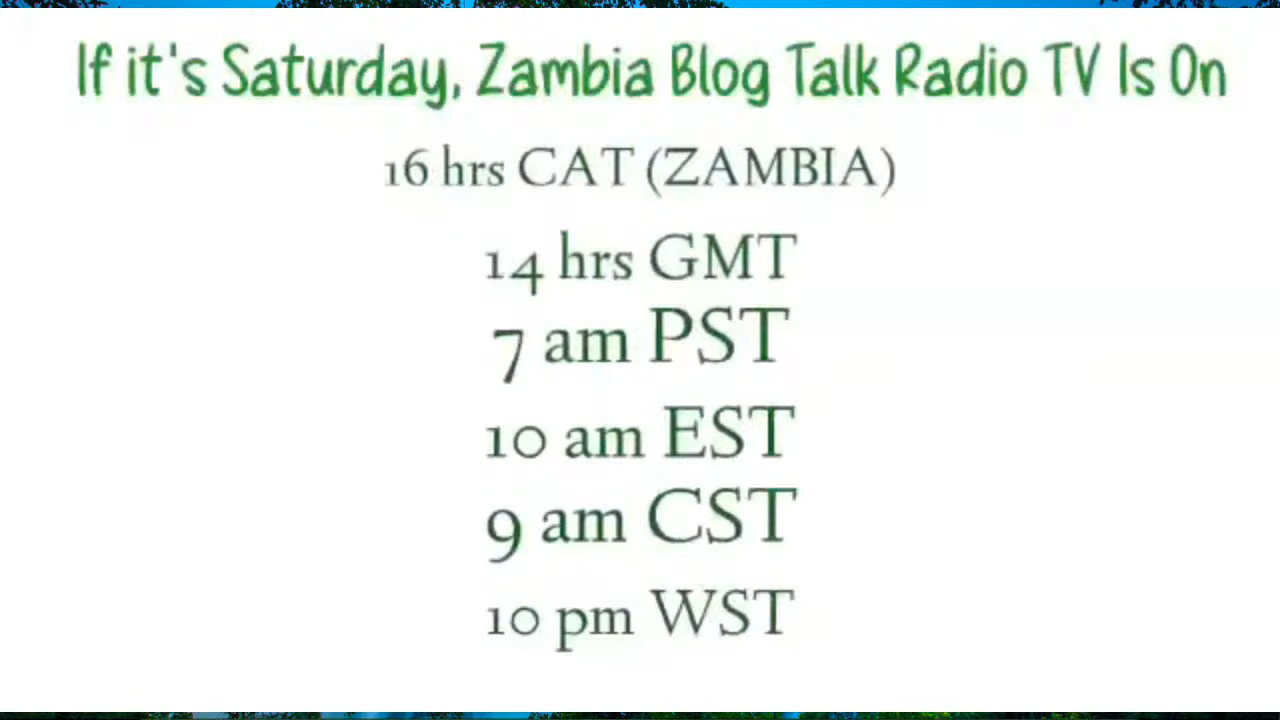 If it's Saturday, Zambia Blog Talk Radio TV Is On
16 hrs CAT (ZAMBIA)
14 hrs GMT
7 am PST
10 am EST
9 am CST
10 pm WST